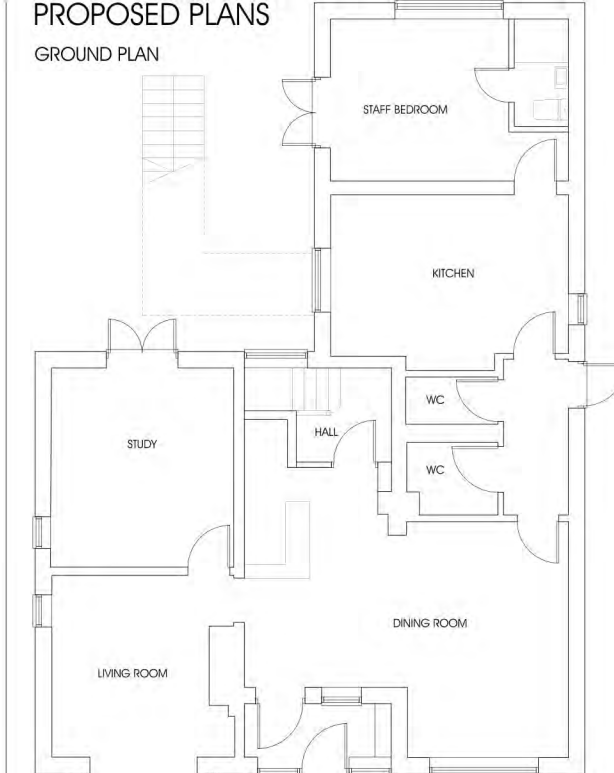 PROPOSED PLANS
GROUND PLAN
STAFF BEDROOM
KITCHEN
WC
HALL
STUDY
WC
DINING ROOM
LIVING ROOM